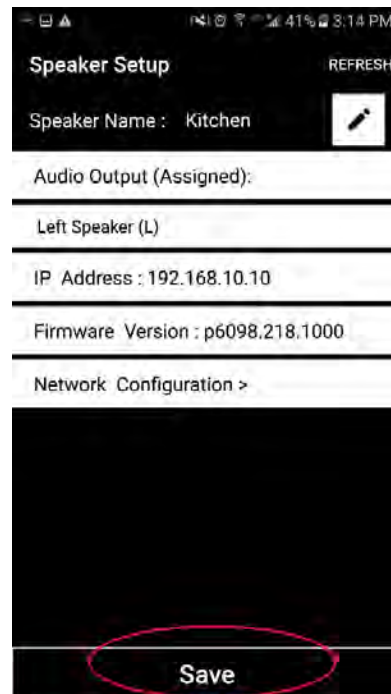 41% 3:14 PM
Speaker Setup REFRESH
Speaker Name : Kitchen
Audio Output (Assigned):
Left Speaker (L)
IP Address : 192.168.10.10
Firmware Version : p6098.218.1000
Network Configuration >
Save